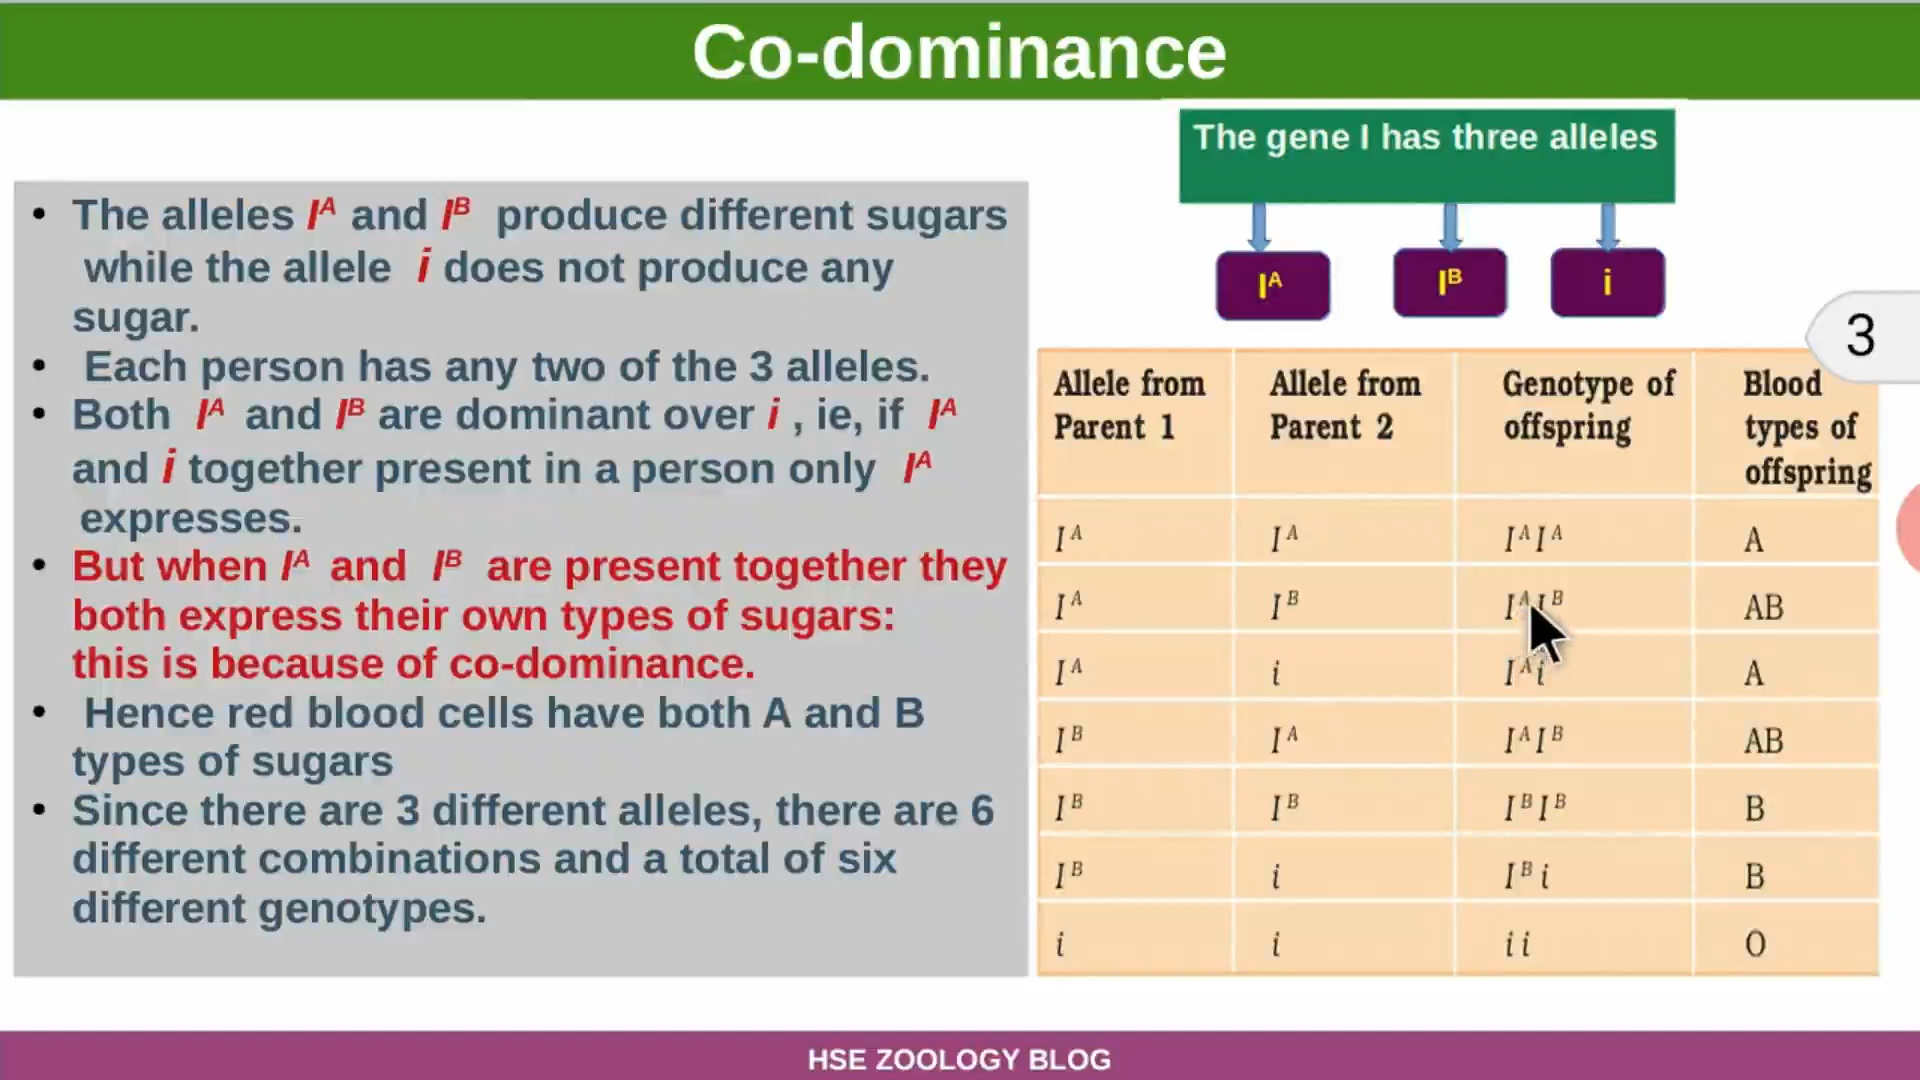 Co-dominance
The gene I has three alleles
I^A I^B i
• The alleles I^A and I^B produce different sugars
while the allele i does not produce any
sugar.
• Each person has any two of the 3 alleles.
• Both I^A and I^B are dominant over i , ie, if I^A
and i together present in a person only I^A
expresses.
• But when I^A and I^B are present together they
both express their own types of sugars:
this is because of co-dominance.
• Hence red blood cells have both A and B
types of sugars
• Since there are 3 different alleles, there are 6
different combinations and a total of six
different genotypes.
3
Allele from Allele from Genotype of Blood
Parent 1 Parent 2 offspring types of
offspring
I^A I^A I^A I^A A
I^A I^B I^A I^B AB
I^A i I^A i A
I^B I^A I^A I^B AB
I^B I^B I^B I^B B
I^B i I^B i B
i i i i O
HSE ZOOLOGY BLOG